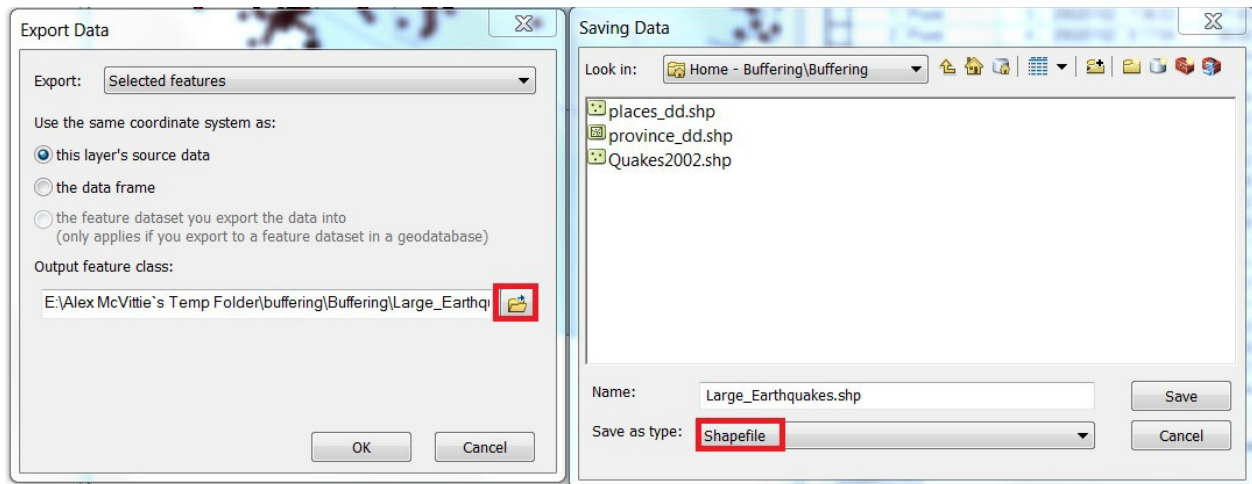 Export Data
Export: Selected features
Use the same coordinate system as:
this layer's source data
the data frame
the feature dataset you export the data into
(only applies if you export to a feature dataset in a geodatabase)
Output feature class:
E:\Alex McVittie`s Temp Folder\buffering\Buffering\Large_Earthqu
OK Cancel
Saving Data
Look in: Home - Buffering\Buffering
places_dd.shp
province_dd.shp
Quakes2002.shp
Name: Large_Earthquakes.shp Save
Save as type: Shapefile Cancel